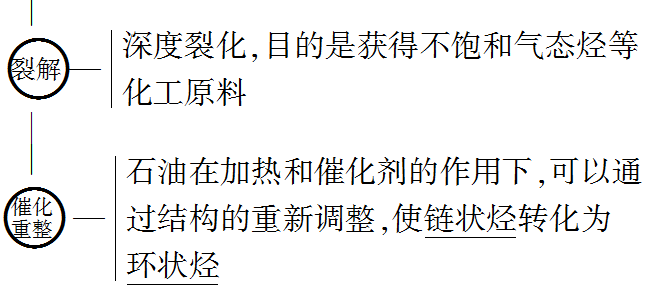 裂解
深度裂化,目的是获得不饱和气态烃等
化工原料
催化
重整
石油在加热和催化剂的作用下,可以通
过结构的重新调整,使链状烃转化为
环状烃